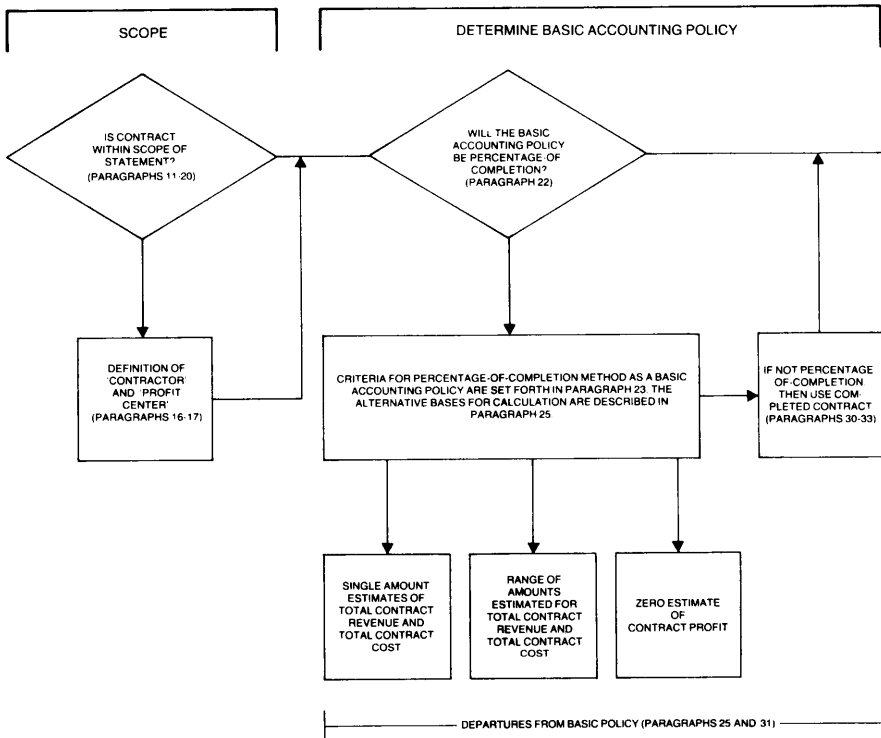 SCOPE
DETERMINE BASIC ACCOUNTING POLICY
IS CONTRACT
WITHIN SCOPE OF
STATEMENT?
(PARAGRAPHS 11-20)
WILL THE BASIC
ACCOUNTING POLICY
BE PERCENTAGE-OF
COMPLETION?
(PARAGRAPH 22)
DEFINITION OF
'CONTRACTOR'
AND 'PROFIT
CENTER'
(PARAGRAPHS 16-17)
CRITERIA FOR PERCENTAGE-OF-COMPLETION METHOD AS A BASIC
ACCOUNTING POLICY ARE SET FORTH IN PARAGRAPH 23. THE
ALTERNATIVE BASES FOR CALCULATION ARE DESCRIBED IN
PARAGRAPH 25
IF NOT PERCENTAGE
OF-COMPLETION
THEN USE COM-
PLETED CONTRACT
(PARAGRAPHS 30-33)
SINGLE AMOUNT
ESTIMATES OF
TOTAL CONTRACT
REVENUE AND
TOTAL CONTRACT
COST
RANGE OF
AMOUNTS
ESTIMATED FOR
TOTAL CONTRACT
REVENUE AND
TOTAL CONTRACT
COST
ZERO ESTIMATE
OF
CONTRACT PROFIT
DEPARTURES FROM BASIC POLICY (PARAGRAPHS 25 AND 31)